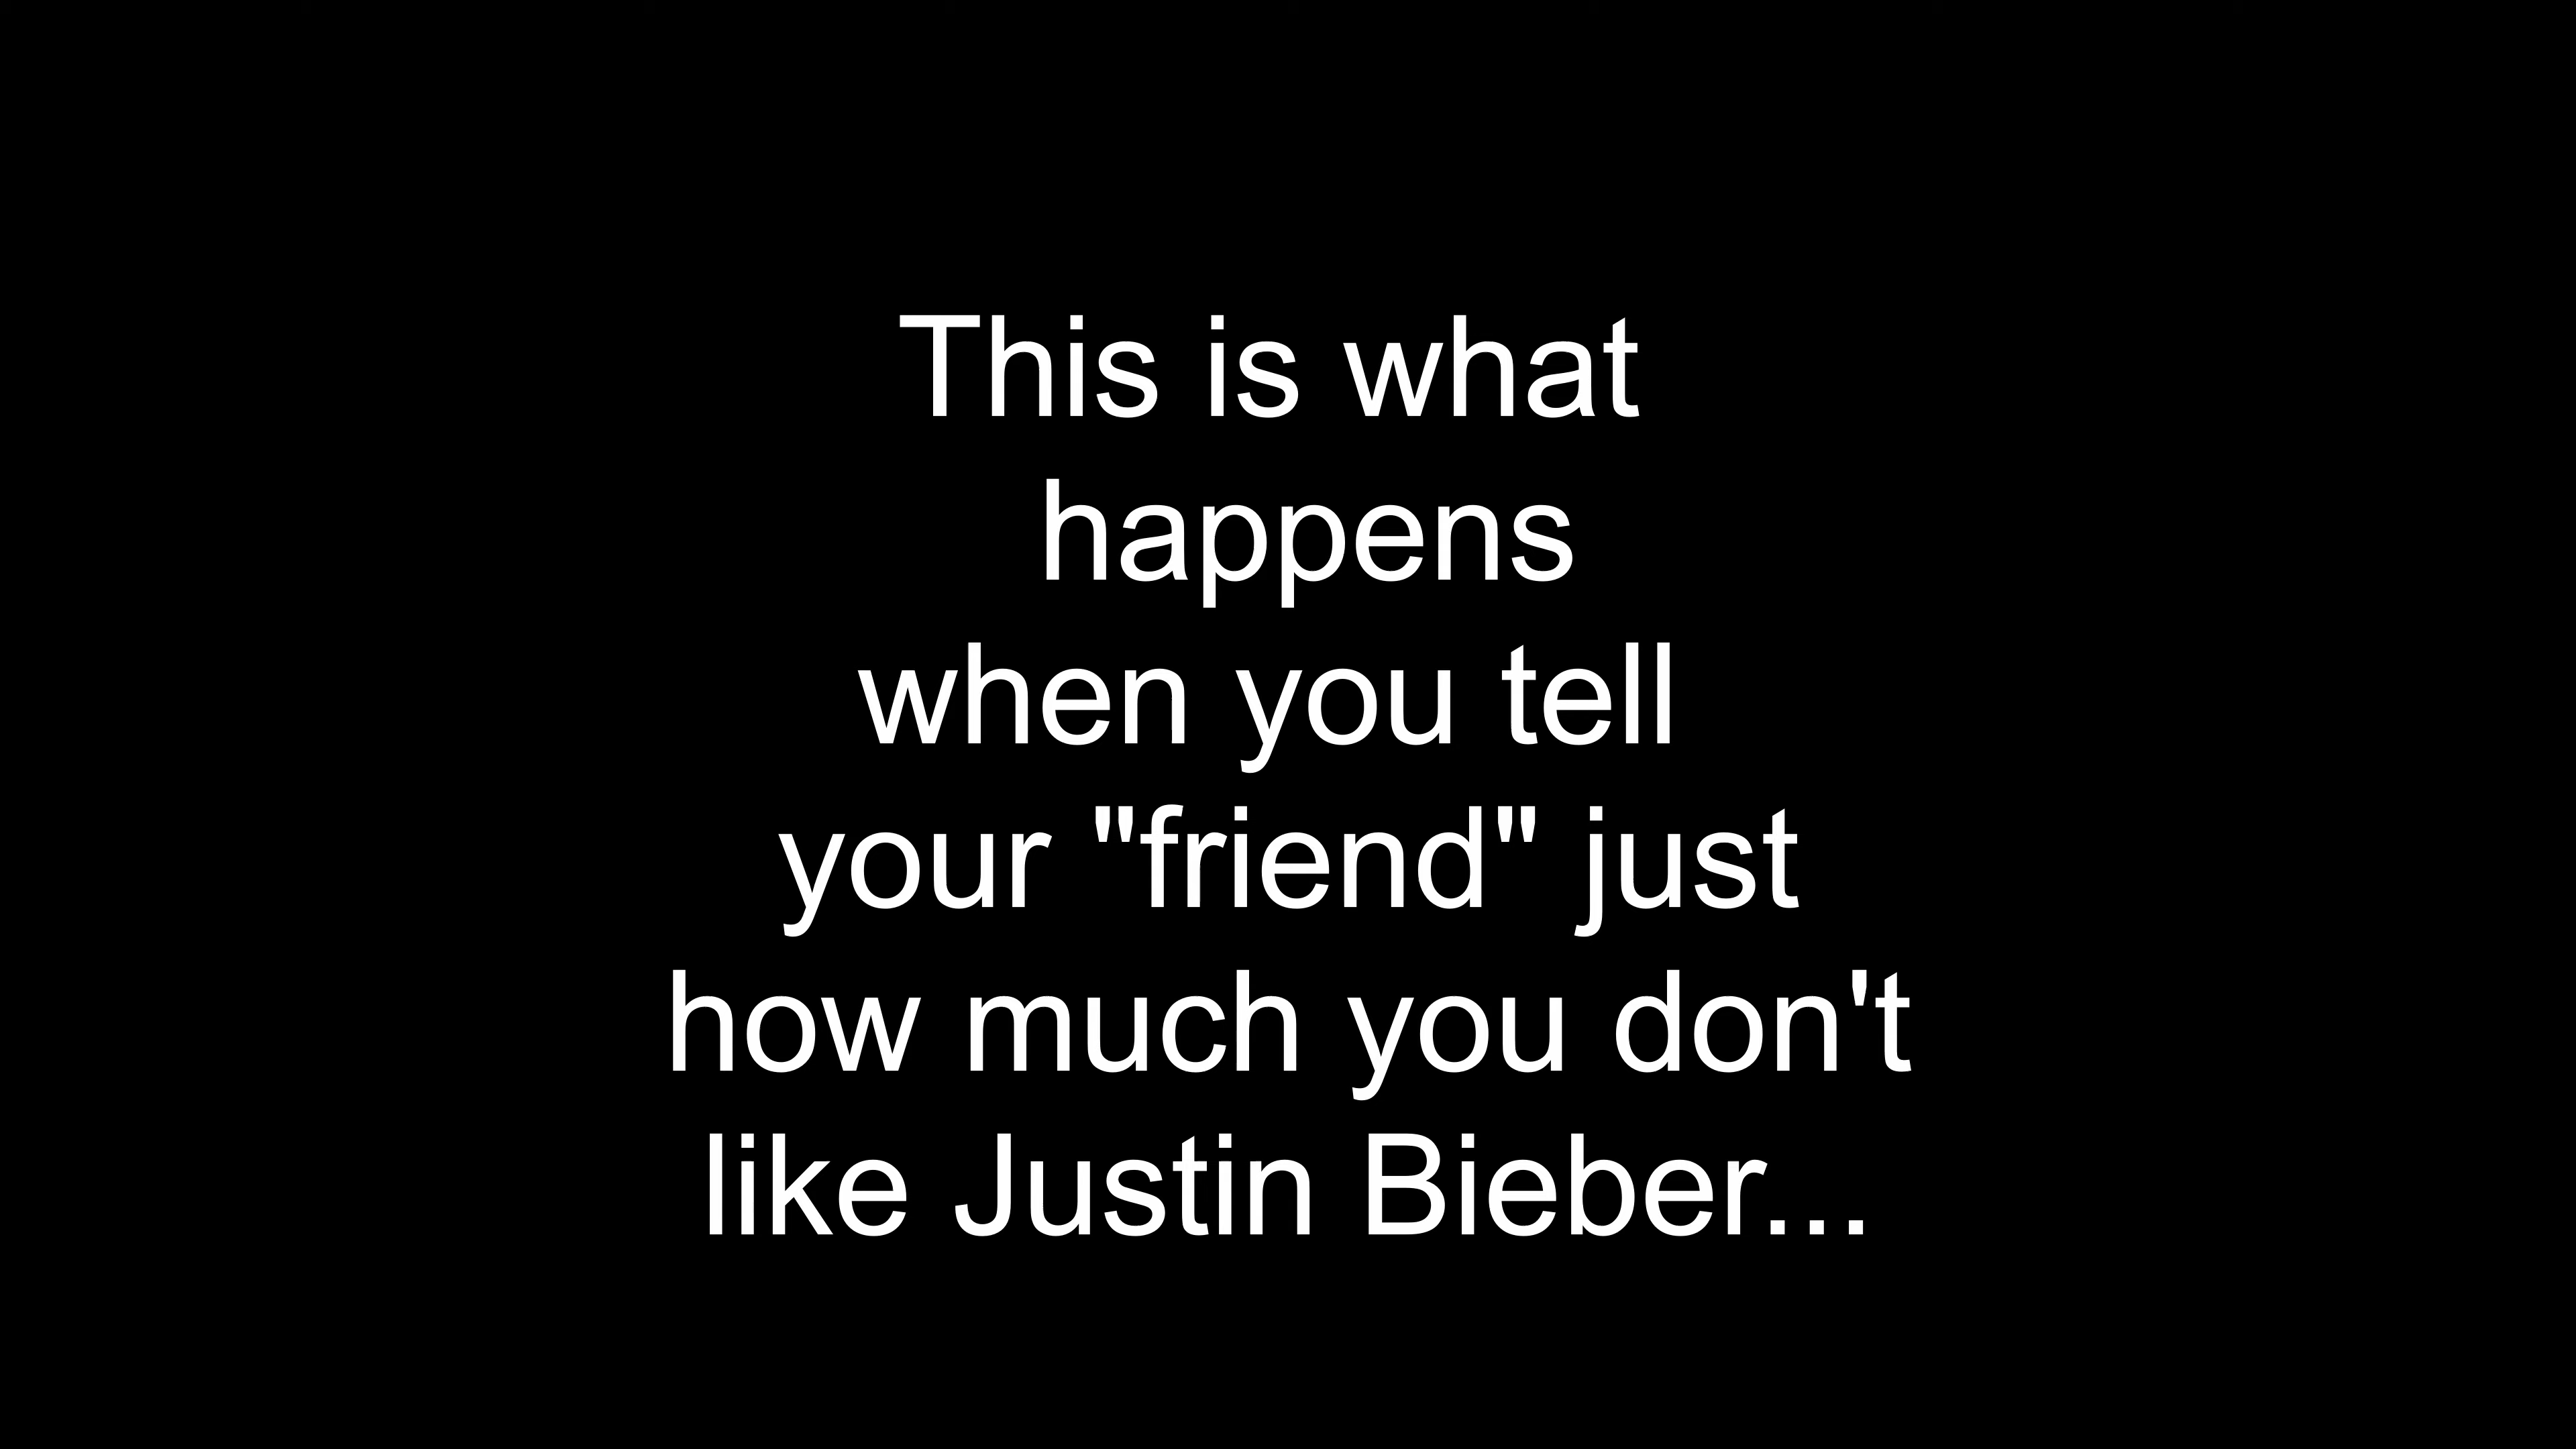 This is what
happens
when you tell
your "friend" just
how much you don't
like Justin Bieber...